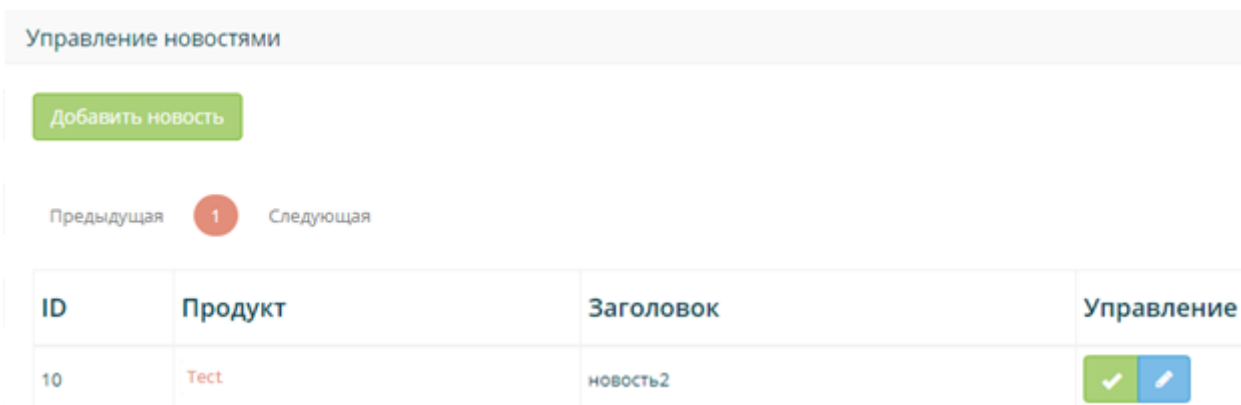 Управление новостями
Добавить новость
Предыдущая 1 Следующая
ID Продукт Заголовок Управление
10 Тест новость2